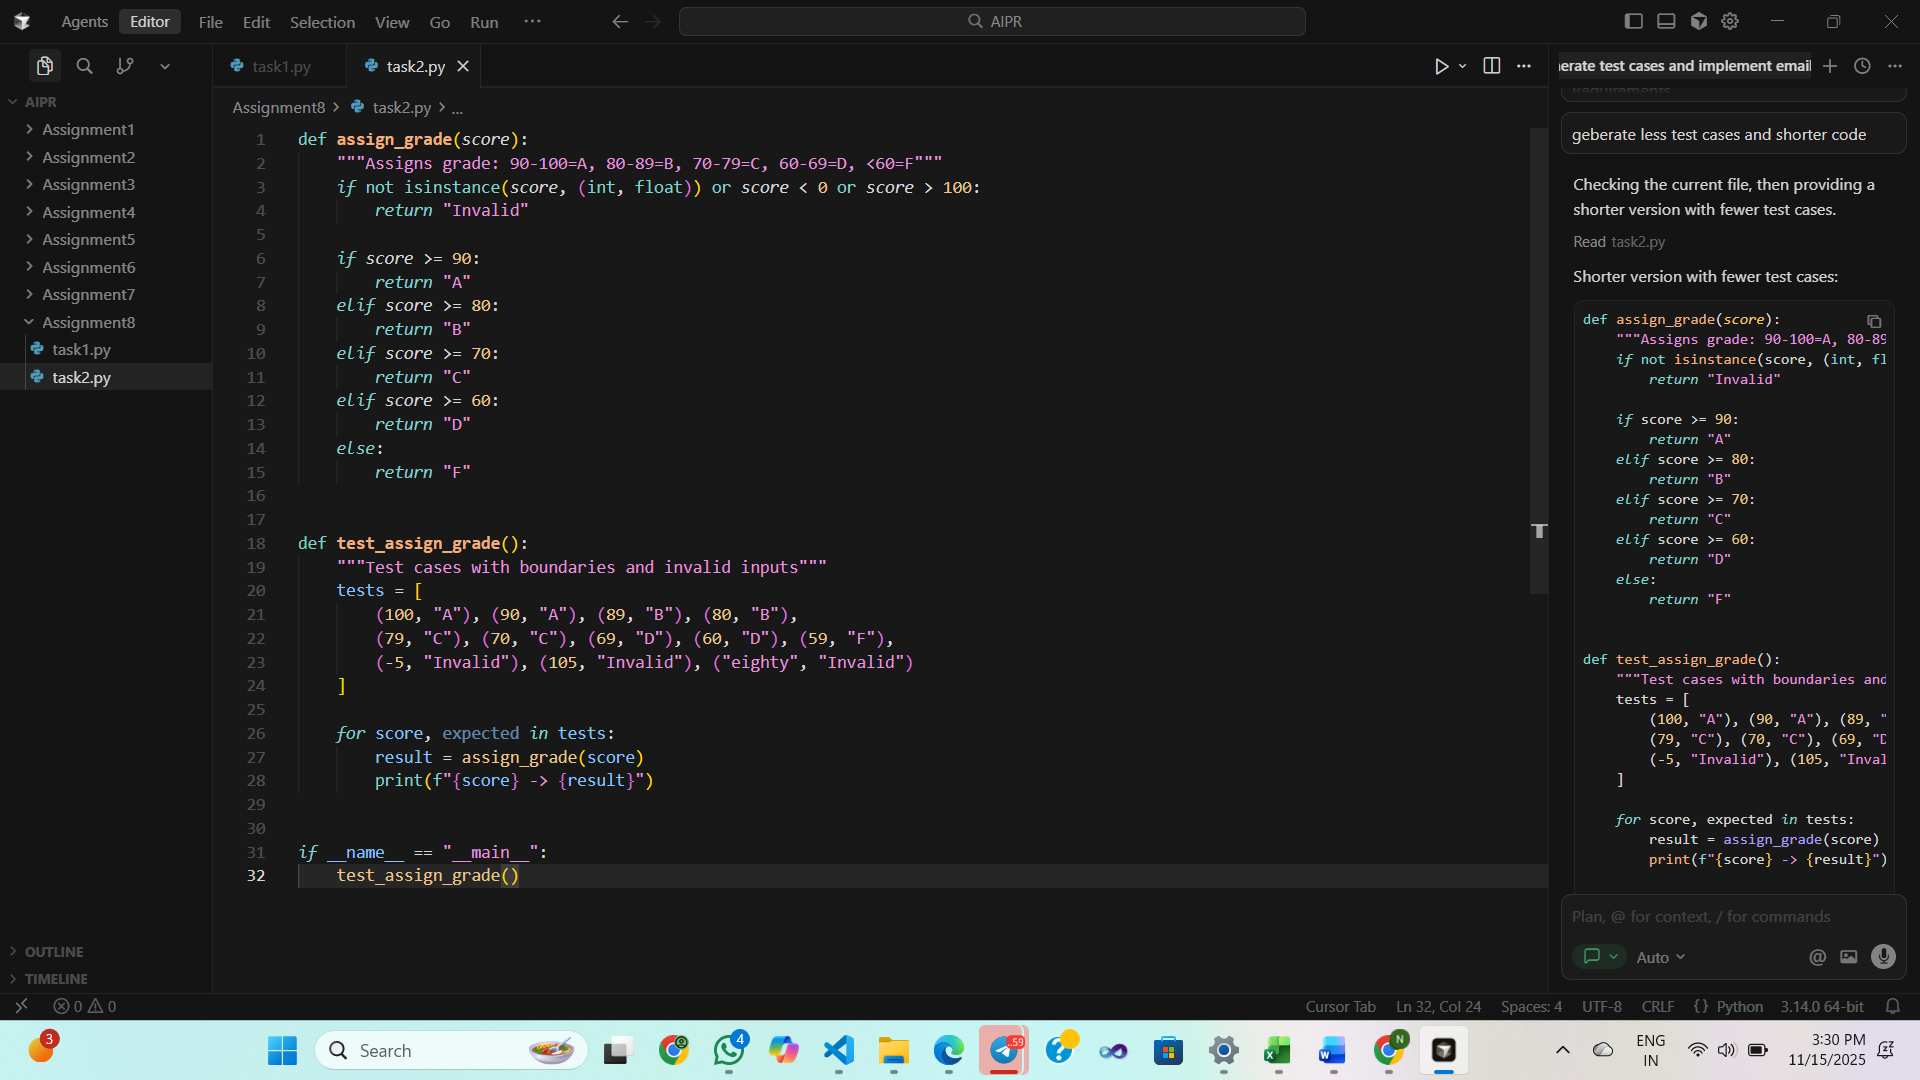 Agents Editor File Edit Selection View Go Run ··· AIPR
task1.py task2.py
erate test cases and implement email
AIPR
Assignment1
Assignment2
Assignment3
Assignment4
Assignment5
Assignment6
Assignment7
Assignment8
task1.py
task2.py
OUTLINE
TIMELINE
Assignment8 > task2.py > ...
1 def assign_grade(score):
2 """Assigns grade: 90-100=A, 80-89=B, 70-79=C, 60-69=D, <60=F"""
3 if not isinstance(score, (int, float)) or score < 0 or score > 100:
4 return "Invalid"
5
6 if score >= 90:
7 return "A"
8 elif score >= 80:
9 return "B"
10 elif score >= 70:
11 return "C"
12 elif score >= 60:
13 return "D"
14 else:
15 return "F"
16
17
18 def test_assign_grade():
19 """Test cases with boundaries and invalid inputs"""
20 tests = [
21 (100, "A"), (90, "A"), (89, "B"), (80, "B"),
22 (79, "C"), (70, "C"), (69, "D"), (60, "D"), (59, "F"),
23 (-5, "Invalid"), (105, "Invalid"), ("eighty", "Invalid")
24 ]
25
26 for score, expected in tests:
27 result = assign_grade(score)
28 print(f"{score} -> {result}")
29
30
31 if __name__ == "__main__":
32 test_assign_grade()
Requirements
geberate less test cases and shorter code
Checking the current file, then providing a
shorter version with fewer test cases.
Read task2.py
Shorter version with fewer test cases:
def assign_grade(score):
"""Assigns grade: 90-100=A, 80-89
if not isinstance(score, (int, fl
return "Invalid"
if score >= 90:
return "A"
elif score >= 80:
return "B"
elif score >= 70:
return "C"
elif score >= 60:
return "D"
else:
return "F"
def test_assign_grade():
"""Test cases with boundaries and
tests = [
(100, "A"), (90, "A"), (89, "
(79, "C"), (70, "C"), (69, "D
(-5, "Invalid"), (105, "Inval
]
for score, expected in tests:
result = assign_grade(score)
print(f"{score} -> {result}")
Plan, @ for context, / for commands
Auto
0 0 Cursor Tab Ln 32, Col 24 Spaces: 4 UTF-8 CRLF {} Python 3.14.0 64-bit
3 Search 4 ..59 N ENG
IN
3:30 PM
11/15/2025